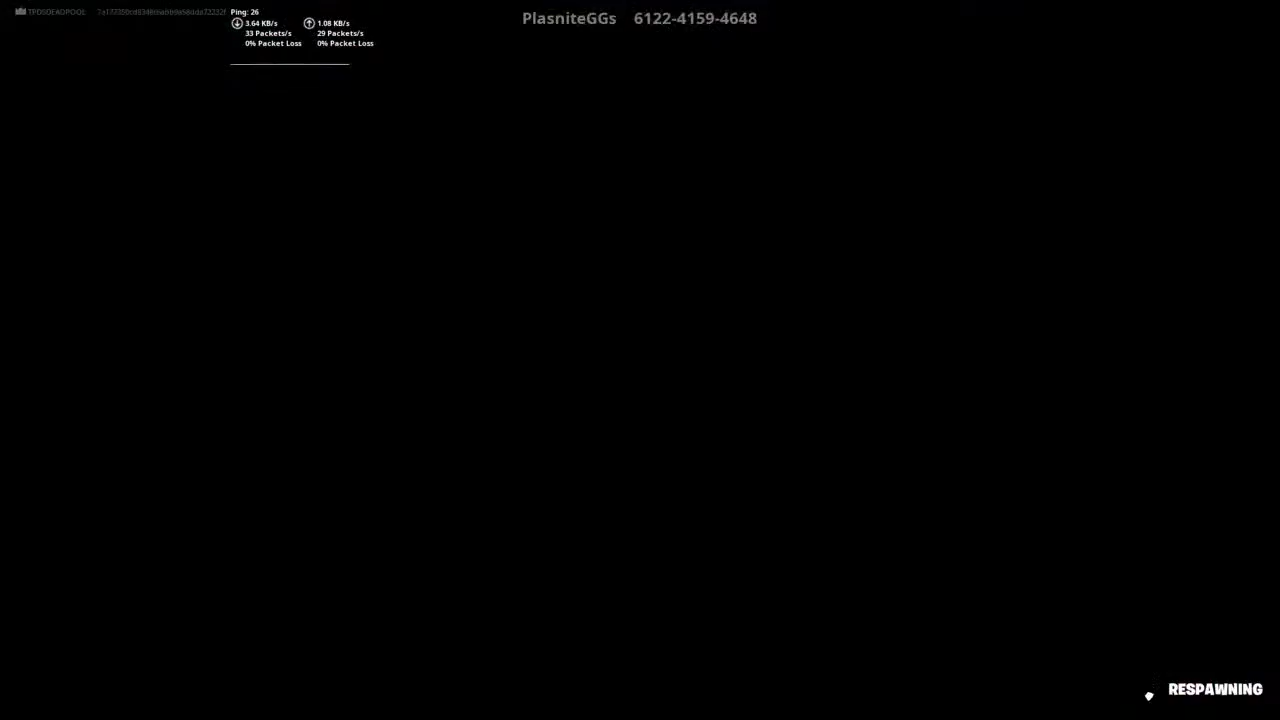 TPDSDEADPOOL
Ping: 26
3.64 KB/s 1.08 KB/s
33 Packets/s 29 Packets/s
0% Packet Loss 0% Packet Loss
PlasniteGGs 6122-4159-4648
RESPAWNING